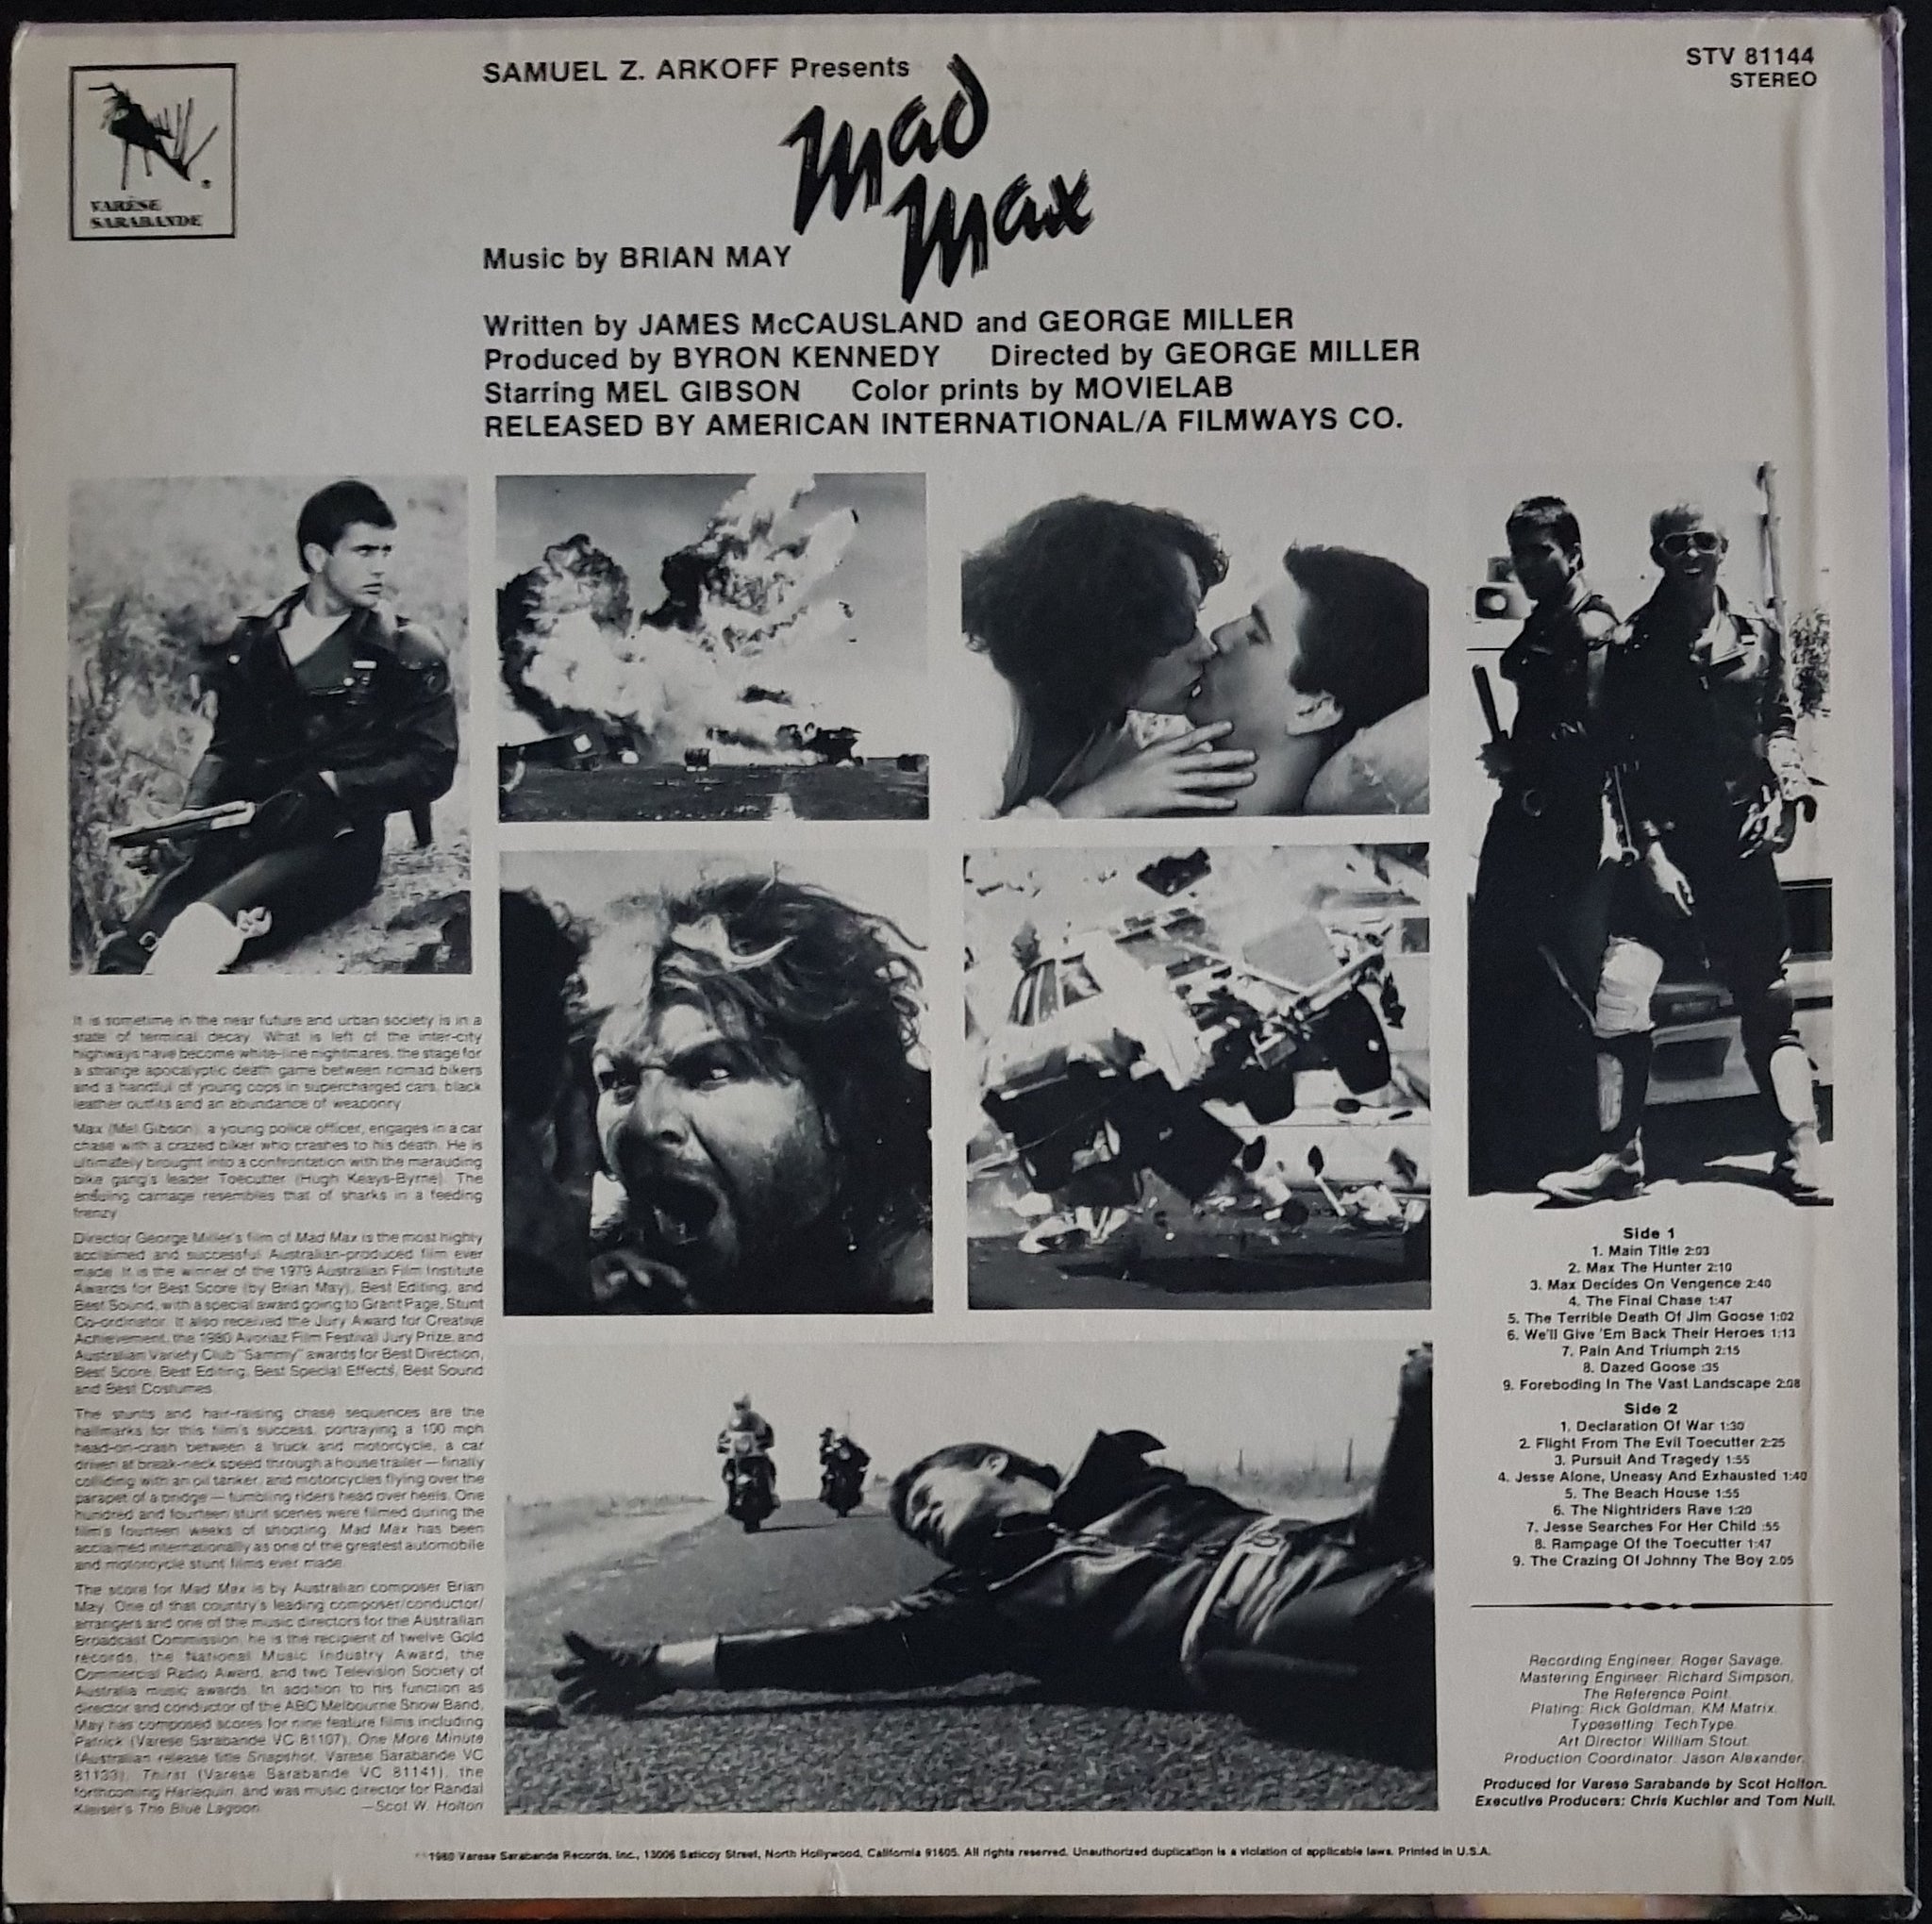 VARÈSE
SARABANDE
SAMUEL Z. ARKOFF Presents
Mad
Max
STV 81144
STEREO
Music by BRIAN MAY
Written by JAMES McCAUSLAND and GEORGE MILLER
Produced by BYRON KENNEDY Directed by GEORGE MILLER
Starring MEL GIBSON Color prints by MOVIELAB
RELEASED BY AMERICAN INTERNATIONAL/A FILMWAYS CO.
It is sometime in the near future and urban society is in a
state of terminal decay. What is left of the inter-city
highways have become white-line nightmares, the stage for
a strange apocalyptic death game between nomad bikers
and a handful of young cops in supercharged cars, black
leather outfits and an abundance of weaponry.
Max (Mel Gibson), a young police officer, engages in a car
chase with a crazed biker who crashes to his death. He is
ultimately brought into a confrontation with the marauding
bike gang's leader Toecutter (Hugh Keays-Byrne). The
ensuing carnage resembles that of sharks in a feeding
frenzy.
Director George Miller's film of Mad Max is the most highly
acclaimed and successful Australian-produced film ever
made. It is the winner of the 1979 Australian Film Institute
Awards for Best Score (by Brian May), Best Editing, and
Best Sound, with a special award going to Grant Page, Stunt
Co-ordinator. It also received the Jury Award for Creative
Achievement, the 1980 Avoriaz Film Festival Jury Prize, and
Australian Variety Club "Sammy" awards for Best Direction,
Best Score, Best Editing, Best Special Effects, Best Sound
and Best Costumes.
The stunts and hair-raising chase sequences are the
hallmarks for this film's success, portraying a 100 mph
head-on-crash between a truck and motorcycle, a car
driven at break-neck speed through a house trailer — finally
colliding with an oil tanker, and motorcycles flying over the
parapet of a bridge — tumbling riders head over heels. One
hundred and fourteen stunt scenes were filmed during the
film's fourteen weeks of shooting. Mad Max has been
acclaimed internationally as one of the greatest automobile
and motorcycle stunt films ever made.
The score for Mad Max is by Australian composer Brian
May. One of that country's leading composer/conductor/
arrangers and one of the music directors for the Australian
Broadcast Commission, he is the recipient of twelve Gold
records, the National Music Industry Award, the
Commercial Radio Award, and two Television Society of
Australia music awards. In addition to his function as
director and conductor of the ABC Melbourne Show Band,
May has composed scores for nine feature films including
Patrick (Varese Sarabande VC 81107), One More Minute
(Australian release title Snapshot, Varese Sarabande VC
81133), Thirst (Varese Sarabande VC 81141), the
forthcoming Harlequin, and was music director for Randal
Kleiser's The Blue Lagoon. —Scot W. Holton
Side 1
1. Main Title 2:03
2. Max The Hunter 2:10
3. Max Decides On Vengence 2:40
4. The Final Chase 1:47
5. The Terrible Death Of Jim Goose 1:02
6. We'll Give 'Em Back Their Heroes 1:13
7. Pain And Triumph 2:15
8. Dazed Goose :35
9. Foreboding In The Vast Landscape 2:08
Side 2
1. Declaration Of War 1:30
2. Flight From The Evil Toecutter 2:25
3. Pursuit And Tragedy 1:55
4. Jesse Alone, Uneasy And Exhausted 1:40
5. The Beach House 1:55
6. The Nightriders Rave 1:20
7. Jesse Searches For Her Child :55
8. Rampage Of the Toecutter 1:47
9. The Crazing Of Johnny The Boy 2:05
Recording Engineer: Roger Savage.
Mastering Engineer: Richard Simpson,
The Reference Point.
Plating: Rick Goldman, KM Matrix.
Typesetting: TechType.
Art Director: William Stout.
Production Coordinator: Jason Alexander.
Produced for Varese Sarabande by Scot Holton.
Executive Producers: Chris Kuchler and Tom Null.
1980 Varese Sarabande Records, Inc., 13006 Saticoy Street, North Hollywood, California 91605. All rights reserved. Unauthorized duplication is a violation of applicable laws. Printed in U.S.A.